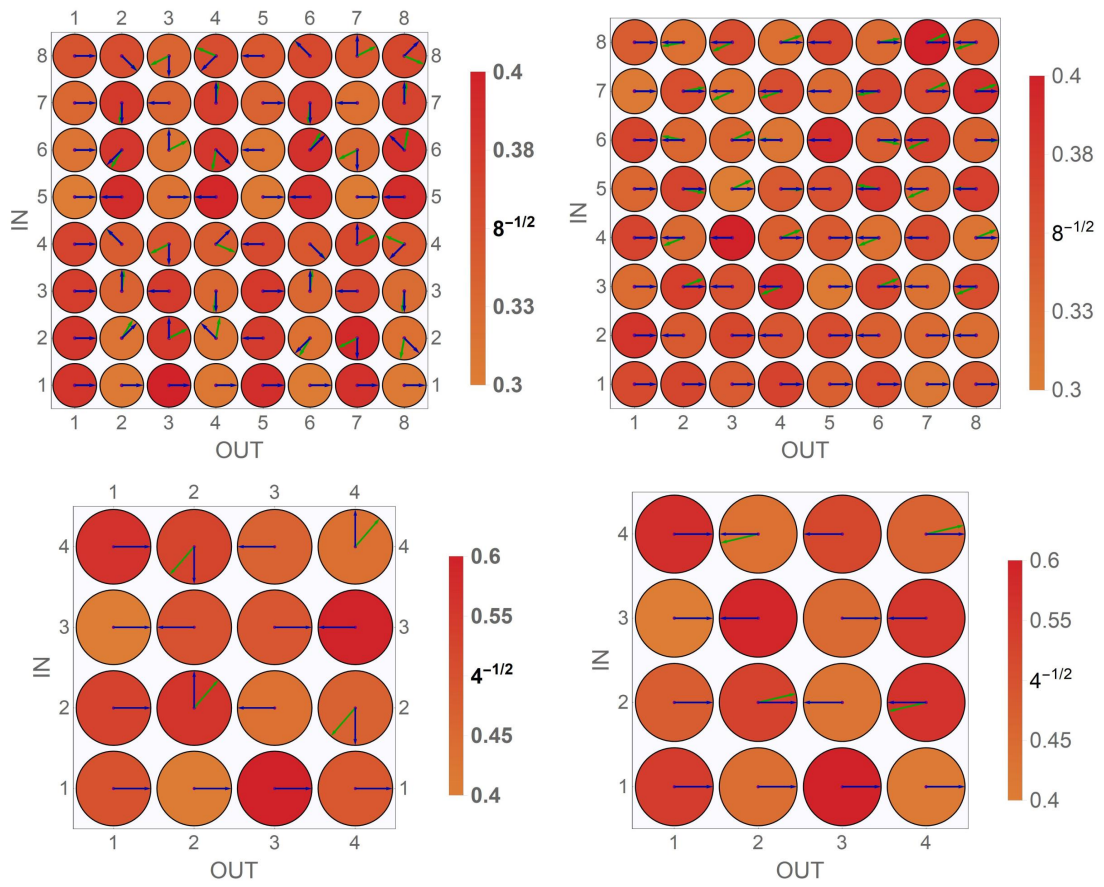 1 2 3 4 5 6 7 8
8 8 0.4
7 7
6 6 0.38
IN 5 5 8⁻¹/²
4 4
3 3 0.33
2 2
1 1 0.3
1 2 3 4 5 6 7 8
OUT
8 0.4
7
6 0.38
IN 5
4 8⁻¹/²
3 0.33
2
1 0.3
1 2 3 4 5 6 7 8
OUT
1 2 3 4
4 4 0.6
0.55
IN 3 3
4⁻¹/²
2 2 0.45
1 1 0.4
1 2 3 4
OUT
4 0.6
0.55
IN 3
4⁻¹/²
2 0.45
1 0.4
1 2 3 4
OUT